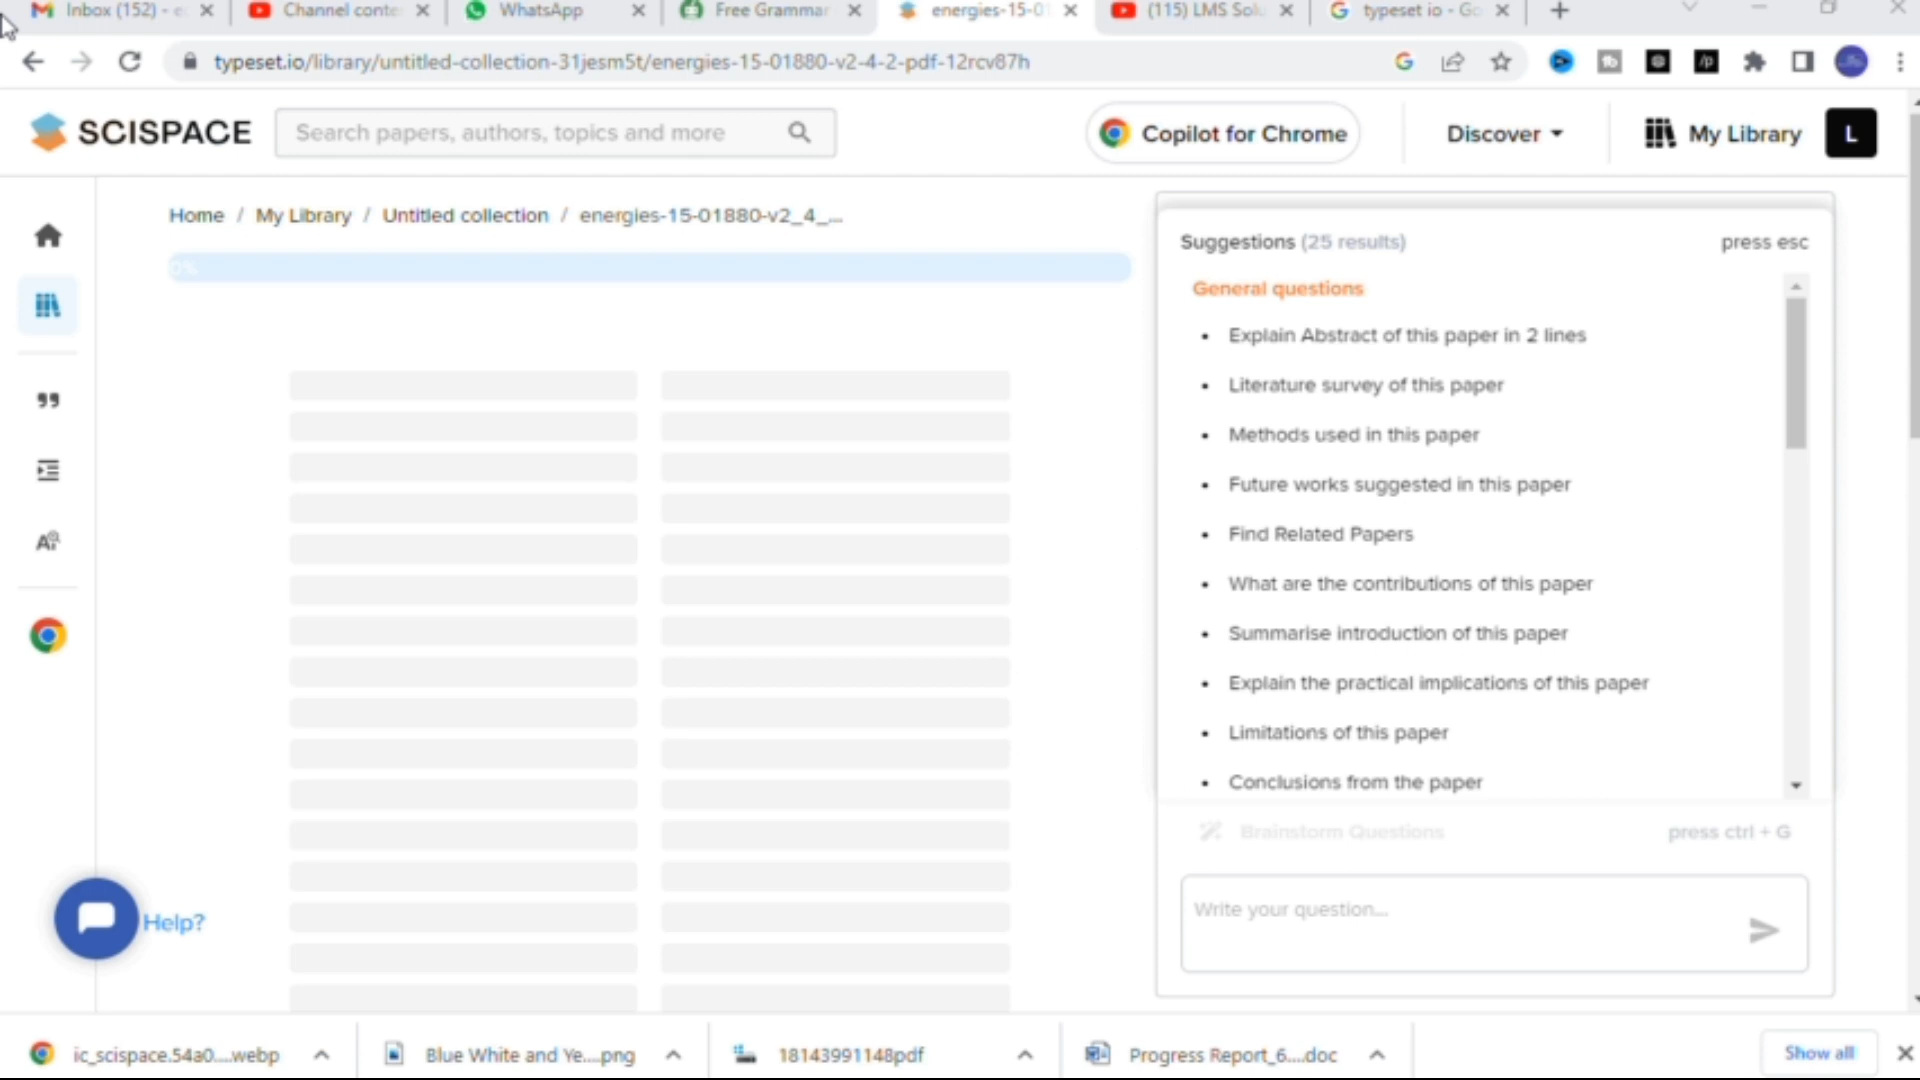 Inbox (152) - e
Channel conte
WhatsApp
Free Grammar
energies-15-01
(115) LMS Solu
typeset io - Go
typeset.io/library/untitled-collection-31jesm5t/energies-15-01880-v2-4-2-pdf-12rcv87h
SCISPACE
Search papers, authors, topics and more
Copilot for Chrome
Discover
My Library
L
Home / My Library / Untitled collection / energies-15-01880-v2_4_...
0%
Suggestions (25 results)
press esc
General questions
• Explain Abstract of this paper in 2 lines
• Literature survey of this paper
• Methods used in this paper
• Future works suggested in this paper
• Find Related Papers
• What are the contributions of this paper
• Summarise introduction of this paper
• Explain the practical implications of this paper
• Limitations of this paper
• Conclusions from the paper
Brainstorm Questions
press ctrl + G
Write your question...
Help?
ic_scispace.54a0....webp
Blue White and Ye....png
18143991148pdf
Progress Report_6....doc
Show all